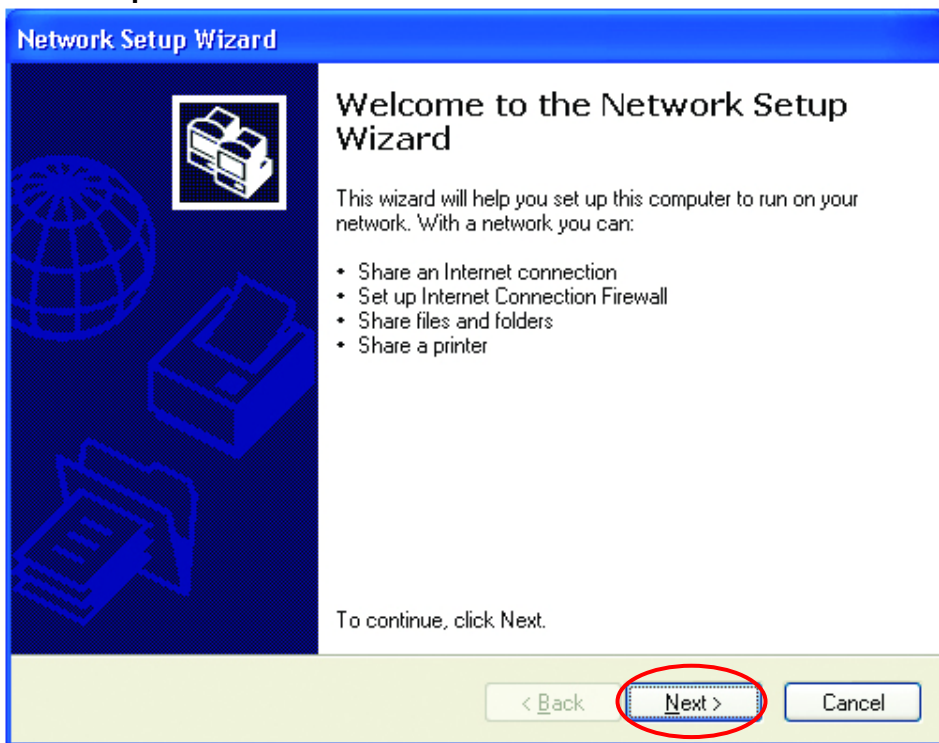 Network Setup Wizard
Welcome to the Network Setup
Wizard
This wizard will help you set up this computer to run on your
network. With a network you can:
• Share an Internet connection
• Set up Internet Connection Firewall
• Share files and folders
• Share a printer
To continue, click Next.
< Back Next > Cancel